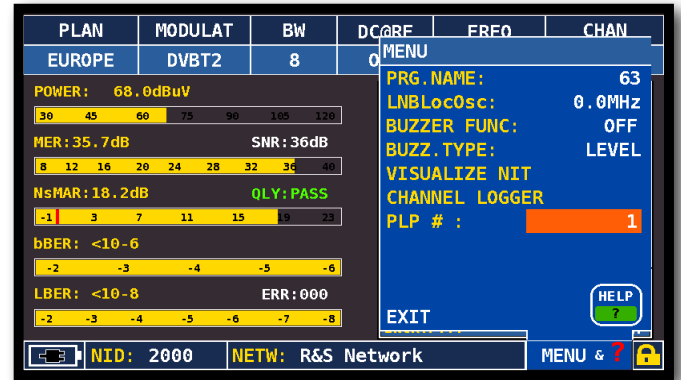 PLAN MODULAT BW DC@RF FREQ CHAN
EUROPE DVBT2 8 0
MENU
PRG.NAME: 63
LNBLocOsc: 0.0MHz
BUZZER FUNC: OFF
BUZZ.TYPE: LEVEL
VISUALIZE NIT
CHANNEL LOGGER
PLP # : 1
HELP
?
EXIT
POWER: 68.0dBuV
30 45 60 75 90 105 120
MER:35.7dB SNR:36dB
8 12 16 20 24 28 32 36 40
NsMAR:18.2dB QLY:PASS
-1 3 7 11 15 19 23
bBER: <10-6
-2 -3 -4 -5 -6
LBER: <10-8 ERR:000
-2 -3 -4 -5 -6 -7 -8
NID: 2000 NETW: R&S Network MENU & ?